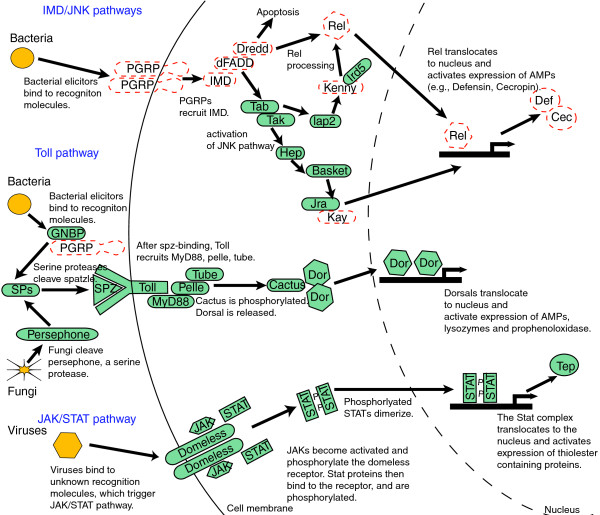 IMD/JNK pathways
Bacteria
Bacterial elicitors
bind to recogniton
molecules.
PGRP
PGRP
PGRPs
recruit IMD.
IMD
dFADD
Dredd
Apoptosis
Rel
Rel
processing
Ird5
Kenny
Iap2
Tab
Tak
activation
of JNK pathway
Hep
Basket
Jra
Kay
Rel translocates
to nucleus and
activates expression of AMPs
(e.g., Defensin, Cecropin).
Rel
Def
Cec
Toll pathway
Bacteria
Bacterial elicitors
bind to recogniton
molecules.
GNBP
PGRP
Serine proteases
cleave spatzle.
SPs
SPZ
Toll
After spz-binding, Toll
recruits MyD88, pelle, tube.
Tube
Pelle
MyD88
Cactus
Dor
Dor
Cactus is phosphorylated.
Dorsal is released.
Dor
Dor
Dorsals translocate
to nucleus and
activate expression of AMPs,
lysozymes and prophenoloxidase.
Persephone
Fungi cleave
persephone, a serine
protease.
Fungi
JAK/STAT pathway
Viruses
Viruses bind to
unknown recognition
molecules, which trigger
JAK/STAT pathway.
JAK
STAT
Domeless
Domeless
JAK
STAT
Cell membrane
JAKs become activated and
phosphorylate the domeless
receptor. Stat proteins then
bind to the receptor, and are
phosphorylated.
STAT
P
P
STAT
Phosphorlyated
STATs dimerize.
STAT
P
P
STAT
Tep
The Stat complex
translocates to the
nucleus and activates
expression of thiolester
containing proteins.
Nucleus